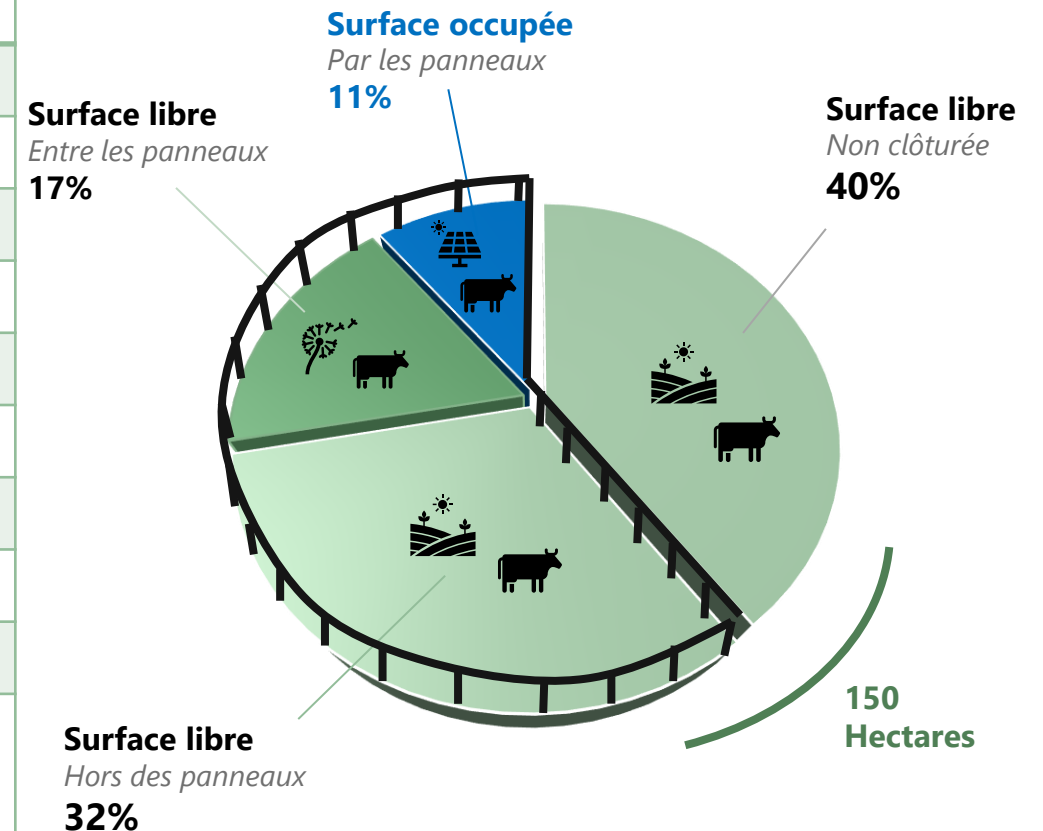 Surface occupée
Par les panneaux
11%
Surface libre
Entre les panneaux
17%
Surface libre
Non clôturée
40%
150
Hectares
Surface libre
Hors des panneaux
32%